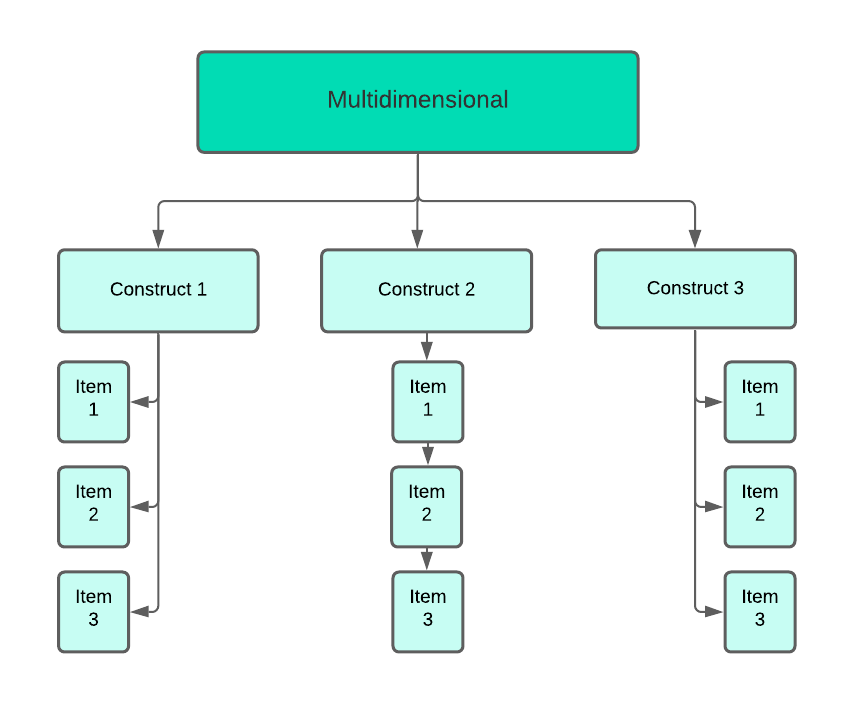 Multidimensional
Construct 1
Construct 2
Construct 3
Item
1
Item
1
Item
1
Item
2
Item
2
Item
2
Item
3
Item
3
Item
3